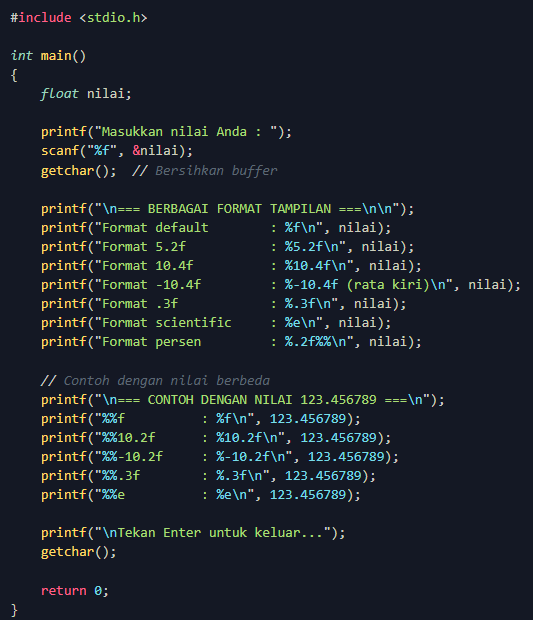 #include <stdio.h>

int main()
{
    float nilai;

    printf("Masukkan nilai Anda : ");
    scanf("%f", &nilai);
    getchar();  // Bersihkan buffer

    printf("\n=== BERBAGAI FORMAT TAMPILAN ===\n\n");
    printf("Format default        : %f\n", nilai);
    printf("Format 5.2f           : %5.2f\n", nilai);
    printf("Format 10.4f          : %10.4f\n", nilai);
    printf("Format -10.4f         : %-10.4f (rata kiri)\n", nilai);
    printf("Format .3f            : %.3f\n", nilai);
    printf("Format scientific     : %e\n", nilai);
    printf("Format persen         : %.2f%%\n", nilai);

    // Contoh dengan nilai berbeda
    printf("\n=== CONTOH DENGAN NILAI 123.456789 ===\n");
    printf("%%f          : %f\n", 123.456789);
    printf("%%10.2f      : %10.2f\n", 123.456789);
    printf("%%-10.2f     : %-10.2f\n", 123.456789);
    printf("%%.3f        : %.3f\n", 123.456789);
    printf("%%e          : %e\n", 123.456789);

    printf("\nTekan Enter untuk keluar...");
    getchar();

    return 0;
}